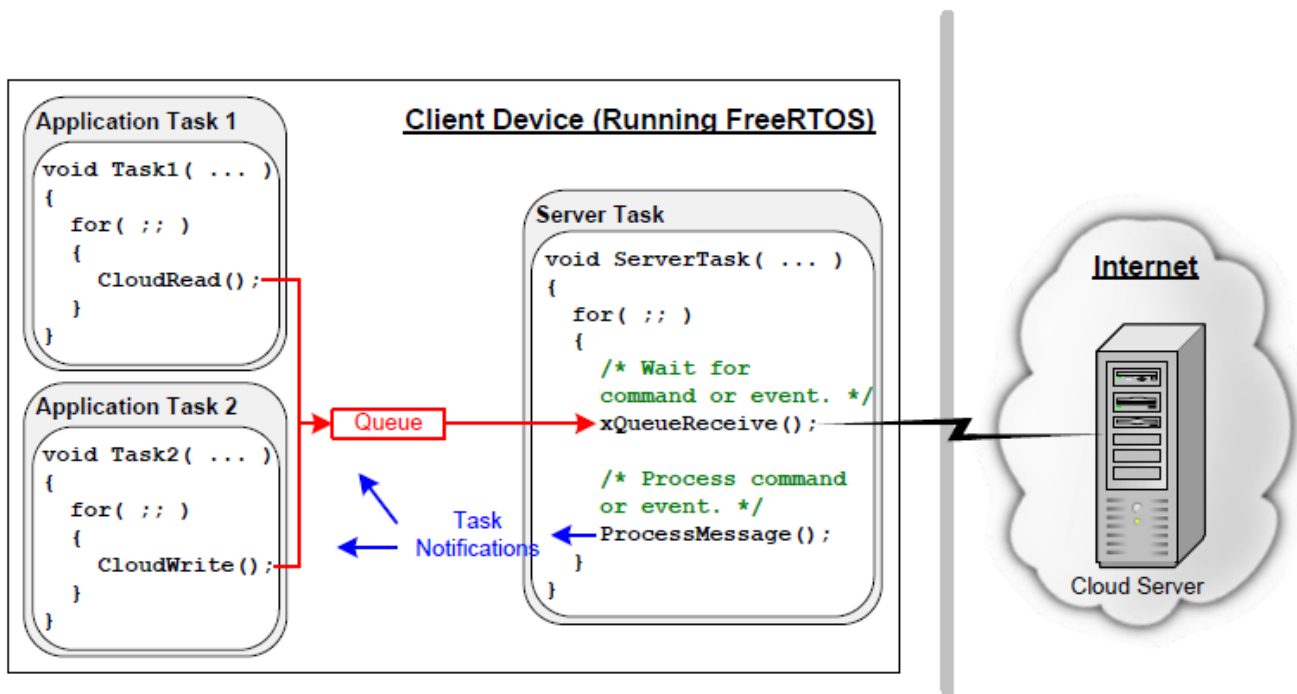 Client Device (Running FreeRTOS)
Application Task 1
void Task1( ... )
{
for( ;; )
{
CloudRead();
}
}
Application Task 2
void Task2( ... )
{
for( ;; )
{
CloudWrite();
}
}
Queue
Task
Notifications
Server Task
void ServerTask( ... )
{
for( ;; )
{
/* Wait for
command or event. */
xQueueReceive();
/* Process command
or event. */
ProcessMessage();
}
}
Internet
Cloud Server